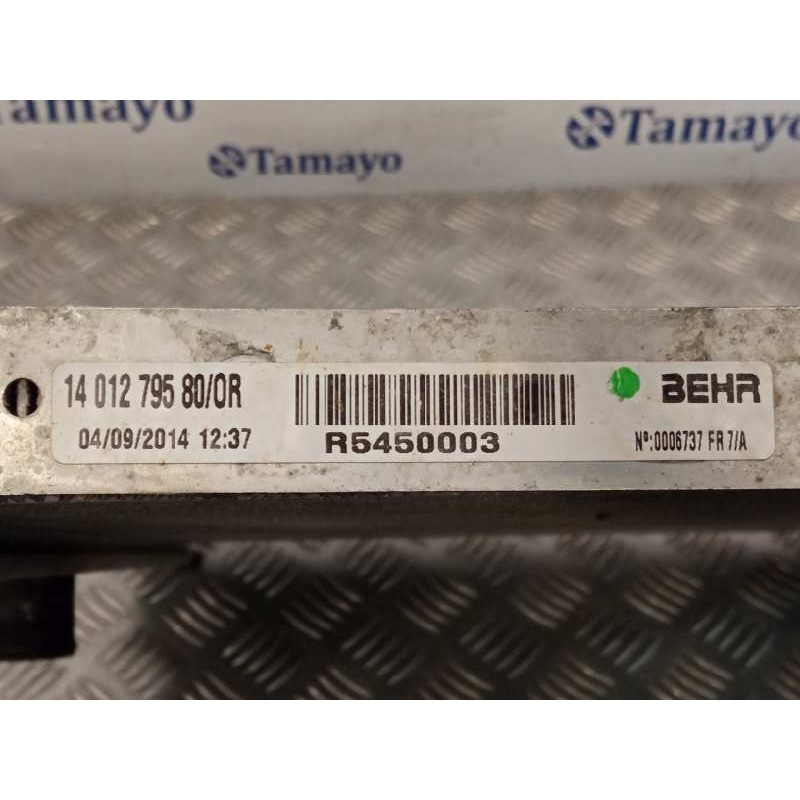 Tamayo
Tamayo
Tamayo
14 012 795 80/0R
BEHR
04/09/2014 12:37
R5450003
Nº:0006737 FR 7/A